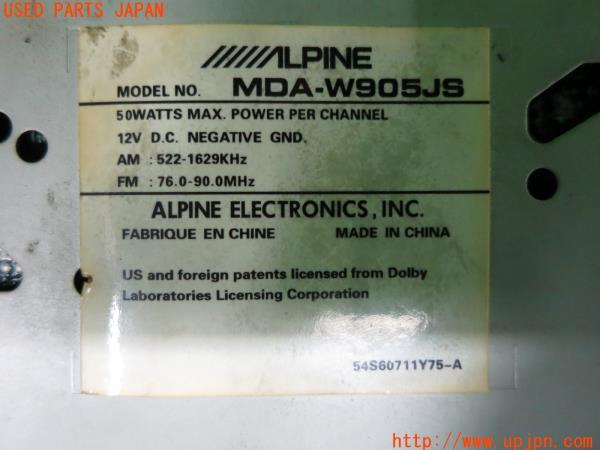 USED PARTS JAPAN
ALPINE
MODEL NO. MDA-W905JS
50WATTS MAX. POWER PER CHANNEL
12V D.C. NEGATIVE GND.
AM : 522-1629KHz
FM : 76.0-90.0MHz
ALPINE ELECTRONICS, INC.
FABRIQUE EN CHINE MADE IN CHINA
US and foreign patents licensed from Dolby
Laboratories Licensing Corporation
54S60711Y75-A
http://www.upjpn.com